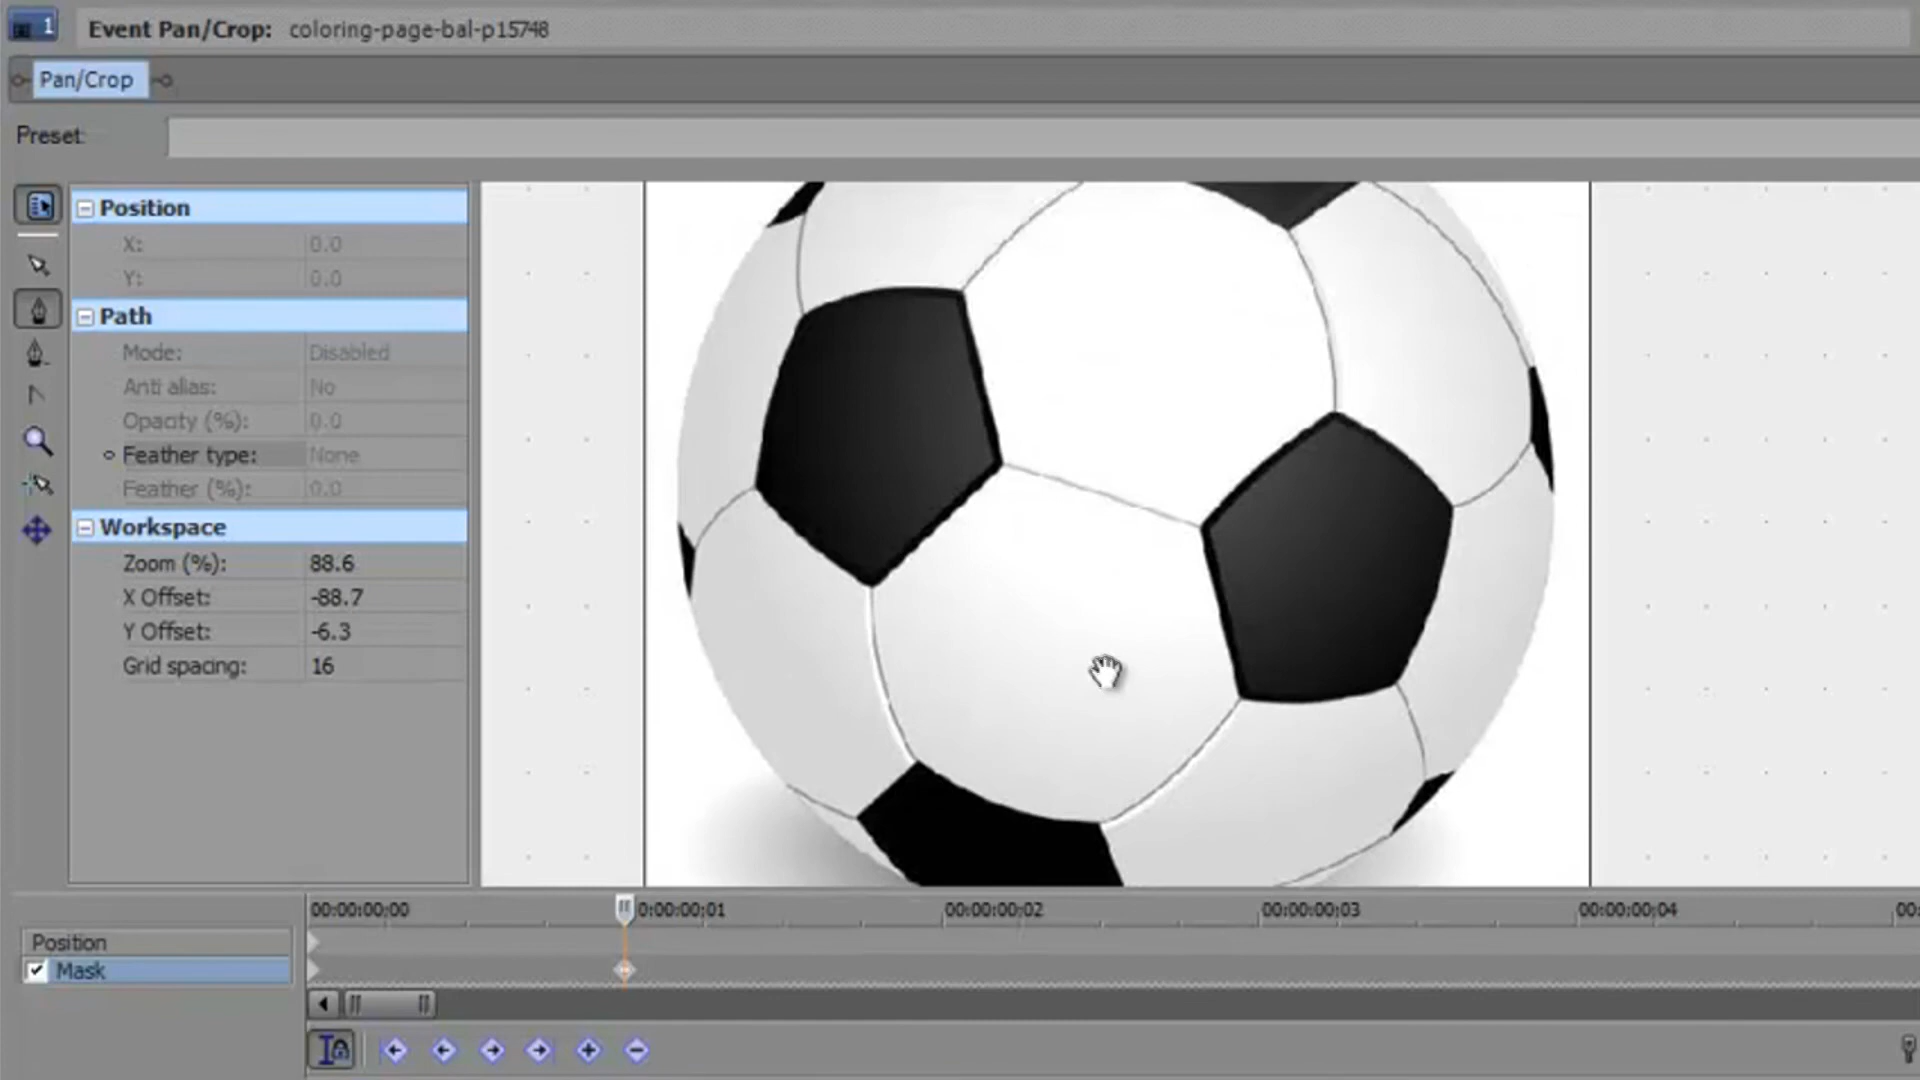 1 Event Pan/Crop: coloring-page-bal-p15748
Pan/Crop
Preset:
Position
X: 0.0
Y: 0.0
Path
Mode: Disabled
Anti alias: No
Opacity (%): 0.0
Feather type: None
Feather (%): 0.0
Workspace
Zoom (%): 88.6
X Offset: -88.7
Y Offset: -6.3
Grid spacing: 16
00:00:00;00 0:00:00;01 00:00:00;02 00:00:00;03 00:00:00;04 00:
Position
Mask